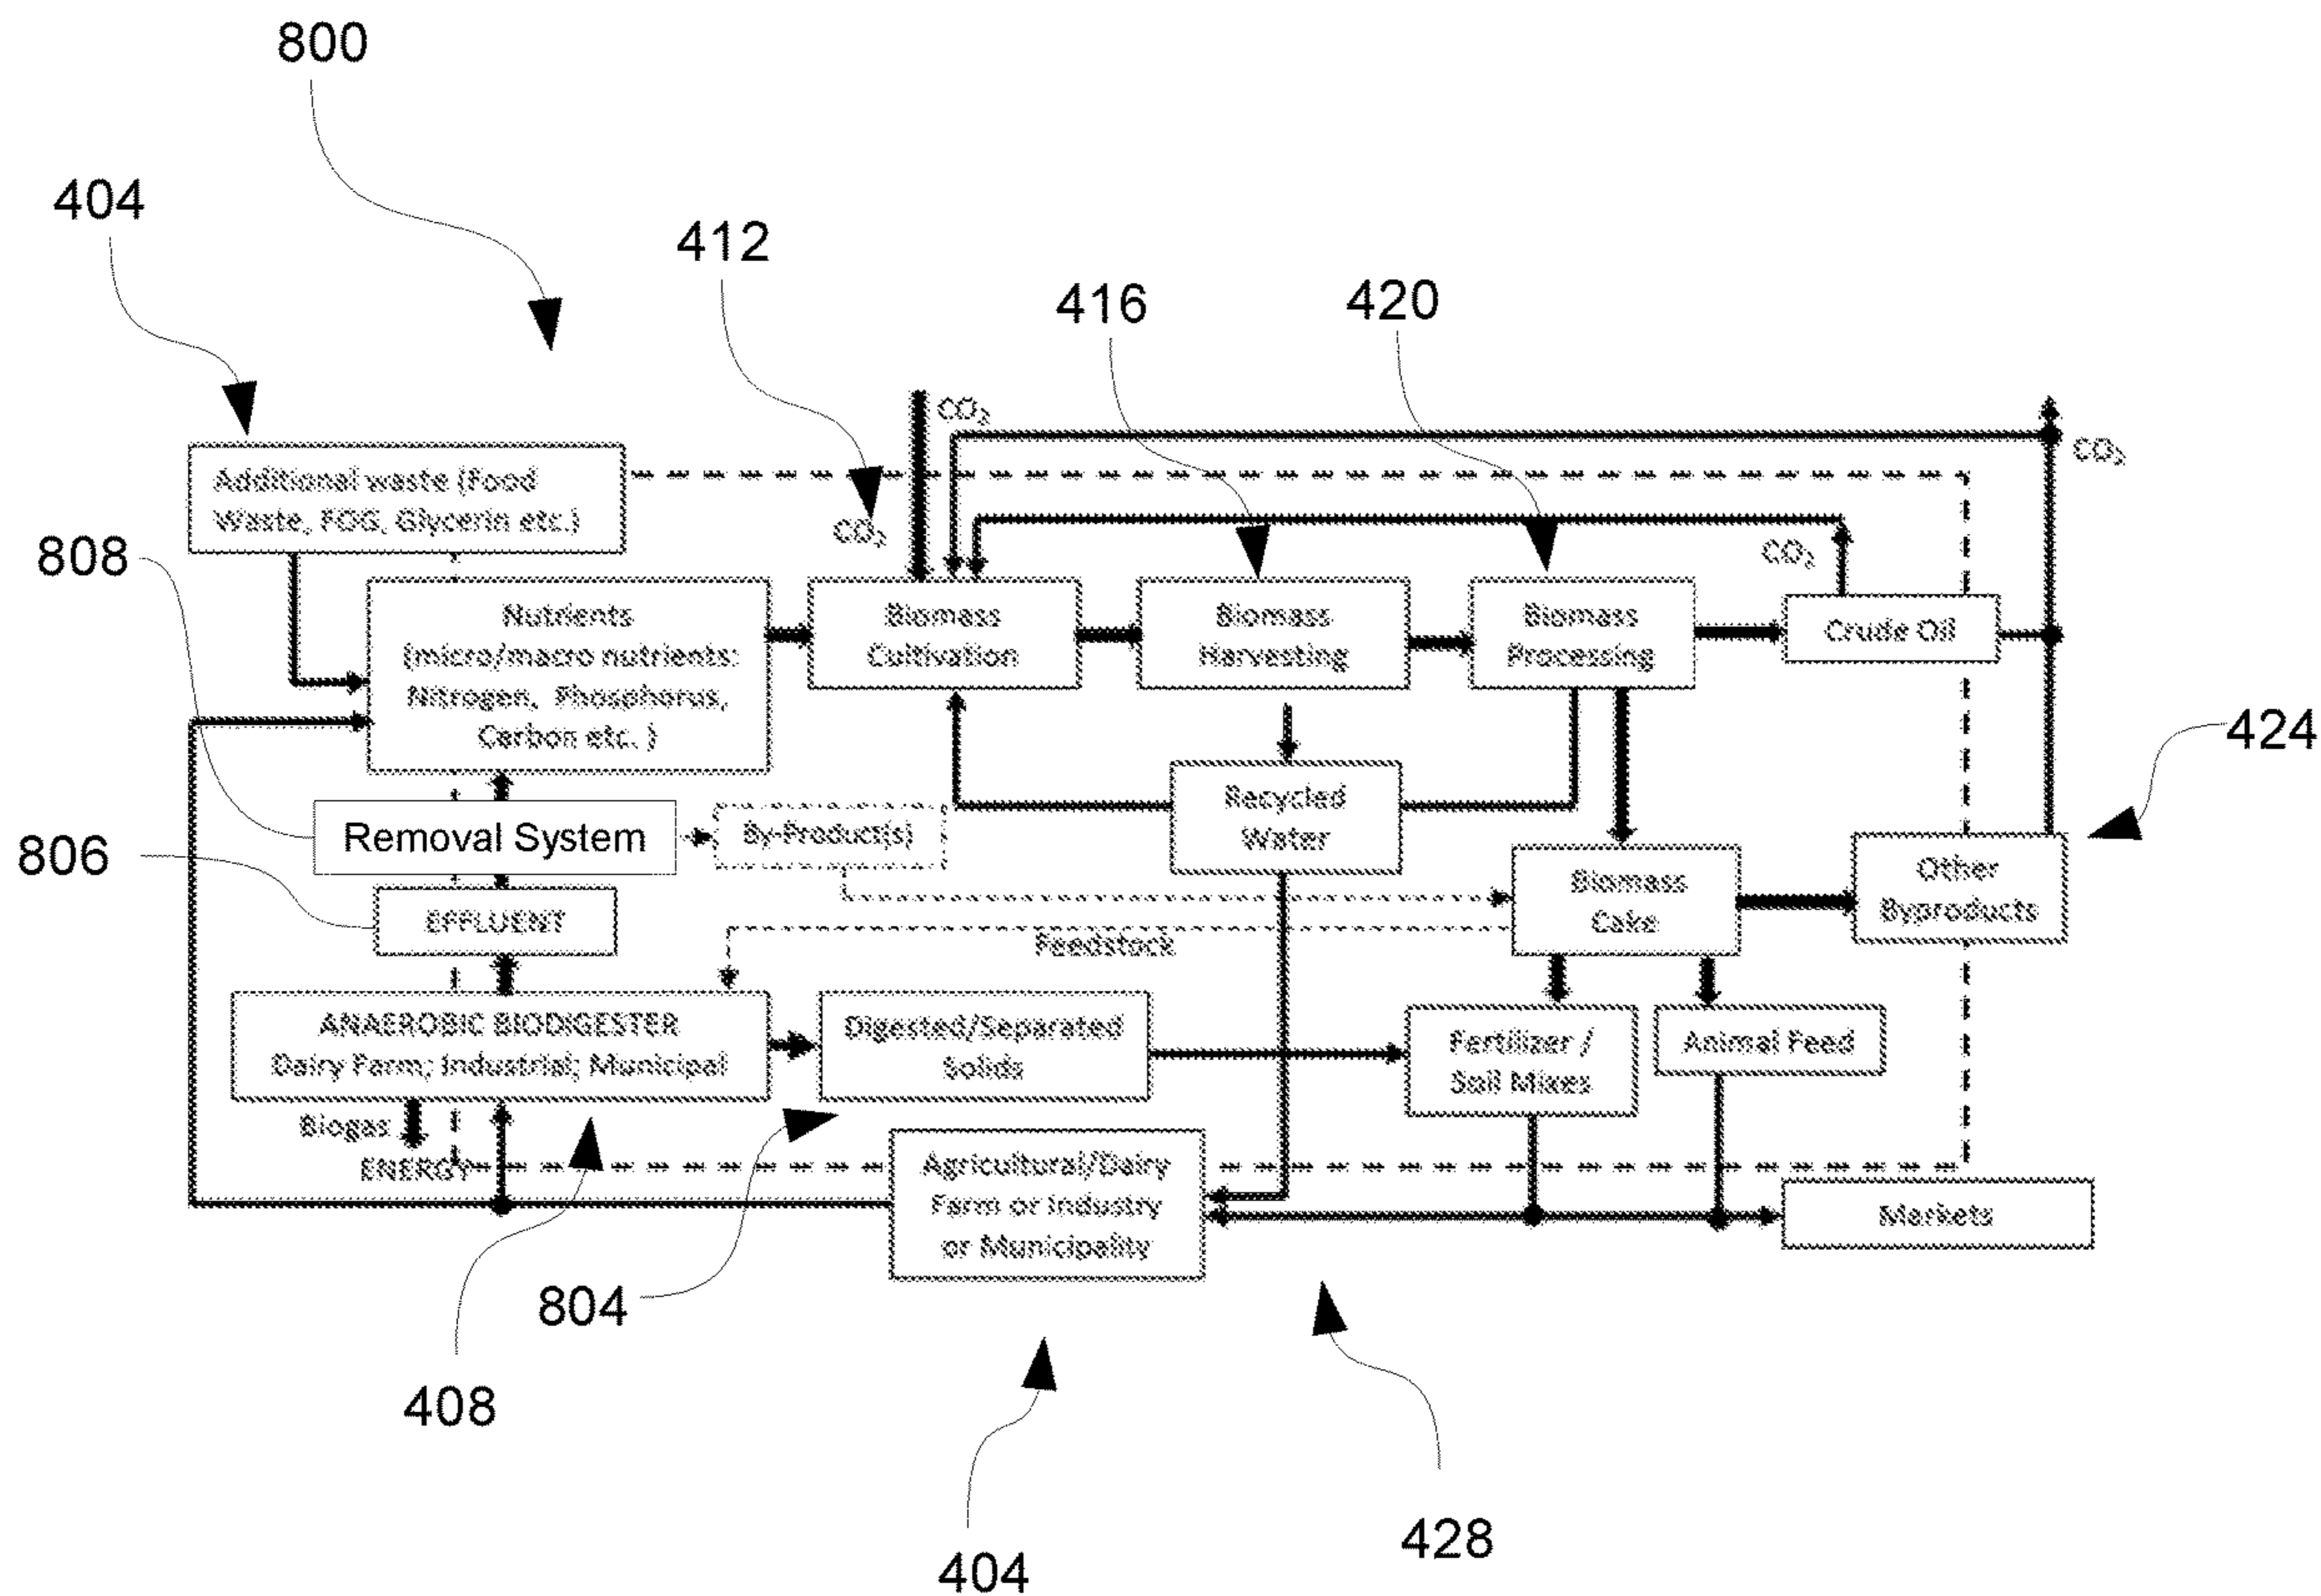 800
404
412
416
420
CO₂
CO₂
Additional waste (Food
Waste, FOG, Glycerin etc.)
CO₂
CO₂
808
Nutrients
(micro/macro nutrients:
Nitrogen, Phosphorus,
Carbon etc. )
Biomass
Cultivation
Biomass
Harvesting
Biomass
Processing
Crude Oil
424
Recycled
Water
Removal System
By-Product(s)
806
EFFLUENT
Biomass
Cake
Other
Byproducts
Feedstock
ANAEROBIC BIODIGESTER
Dairy Farm; Industrial; Municipal
Digested/Separated
Solids
Fertilizer /
Soil Mixes
Animal Feed
Biogas
ENERGY
Agricultural/Dairy
Farm or Industry
or Municipality
Markets
804
408
404
428